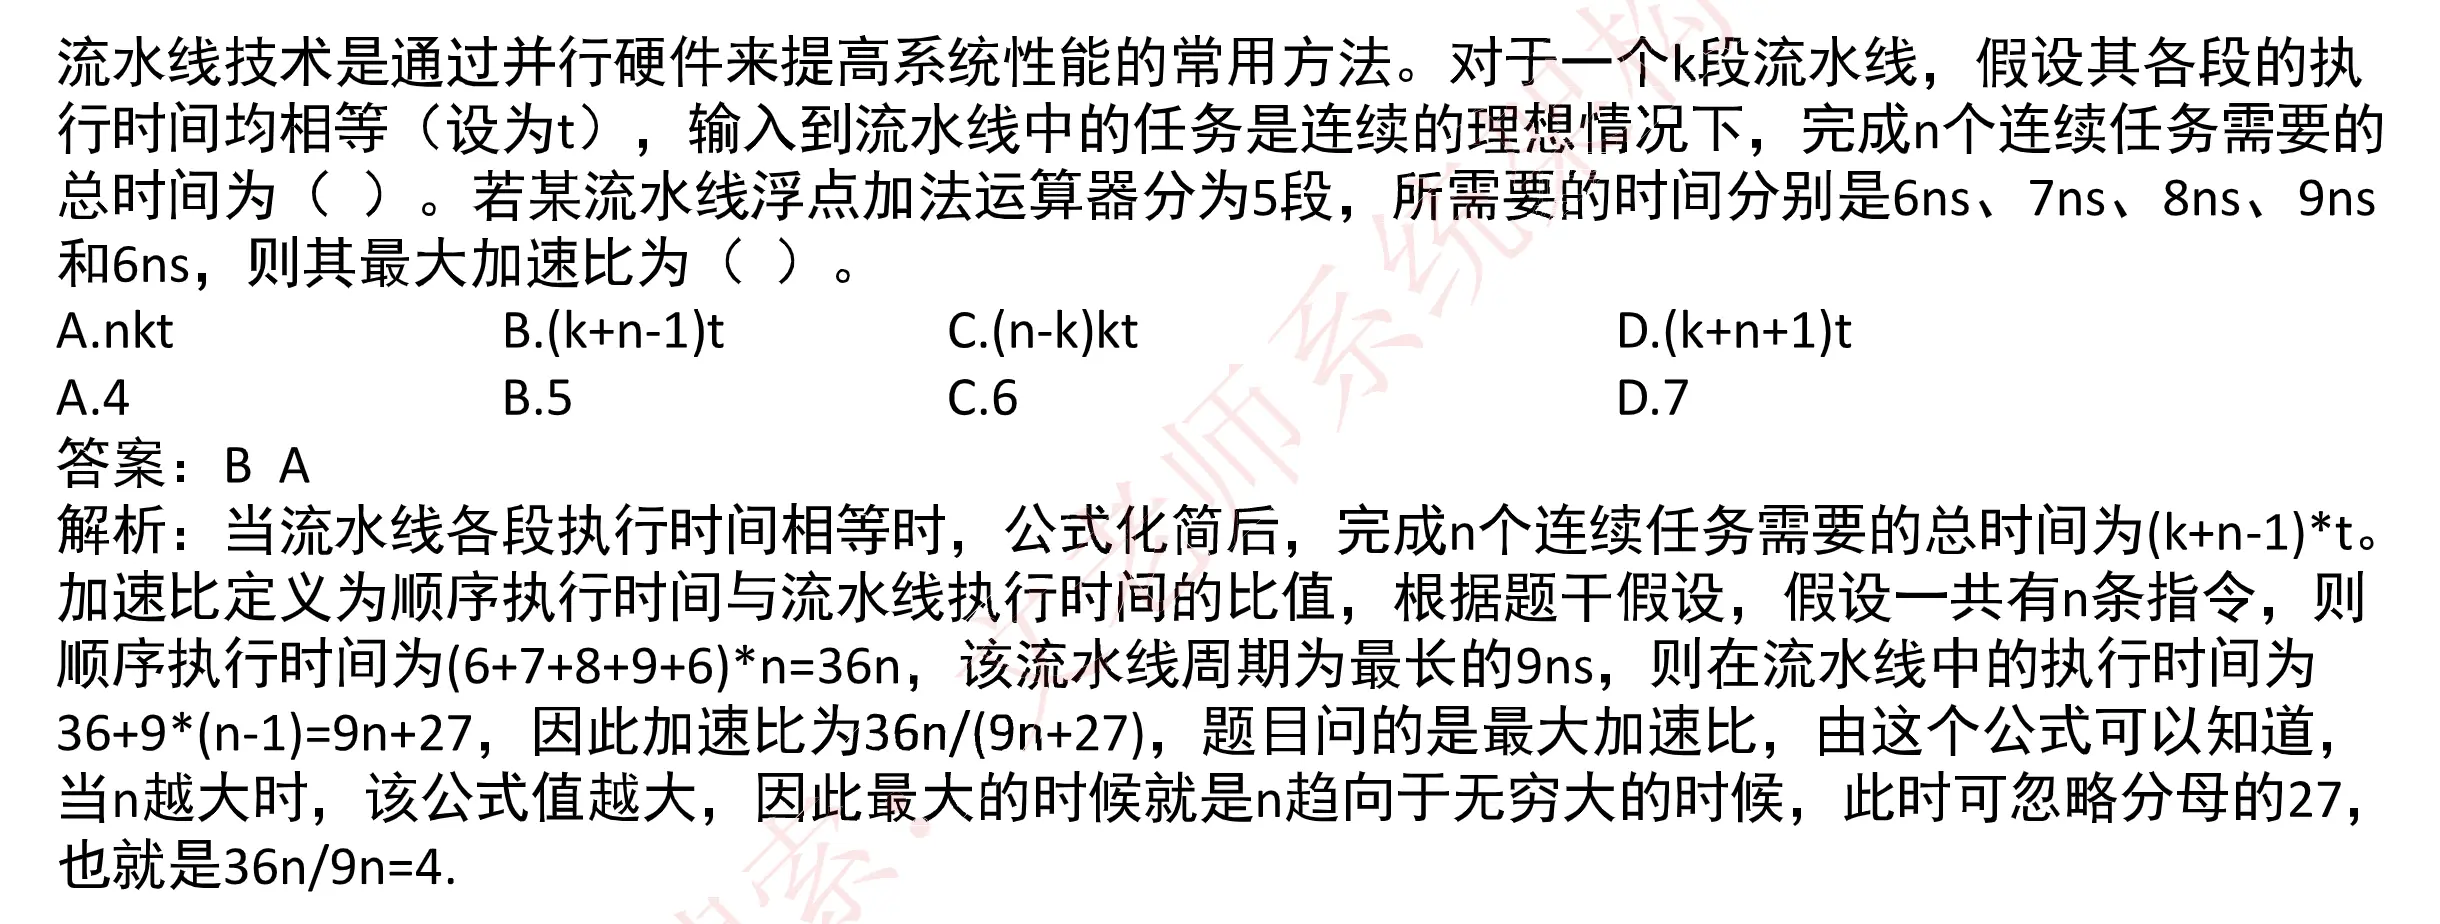 流水线技术是通过并行硬件来提高系统性能的常用方法。对于一个k段流水线，假设其各段的执
行时间均相等（设为t），输入到流水线中的任务是连续的理想情况下，完成n个连续任务需要的
总时间为（ ）。若某流水线浮点加法运算器分为5段，所需要的时间分别是6ns、7ns、8ns、9ns
和6ns，则其最大加速比为（ ）。
A.nkt B.(k+n-1)t C.(n-k)kt D.(k+n+1)t
A.4 B.5 C.6 D.7
答案：B A
解析：当流水线各段执行时间相等时，公式化简后，完成n个连续任务需要的总时间为(k+n-1)*t。
加速比定义为顺序执行时间与流水线执行时间的比值，根据题干假设，假设一共有n条指令，则
顺序执行时间为(6+7+8+9+6)*n=36n，该流水线周期为最长的9ns，则在流水线中的执行时间为
36+9*(n-1)=9n+27，因此加速比为36n/(9n+27)，题目问的是最大加速比，由这个公式可以知道，
当n越大时，该公式值越大，因此最大的时候就是n趋向于无穷大的时候，此时可忽略分母的27，
也就是36n/9n=4.
索：文老师系统架构